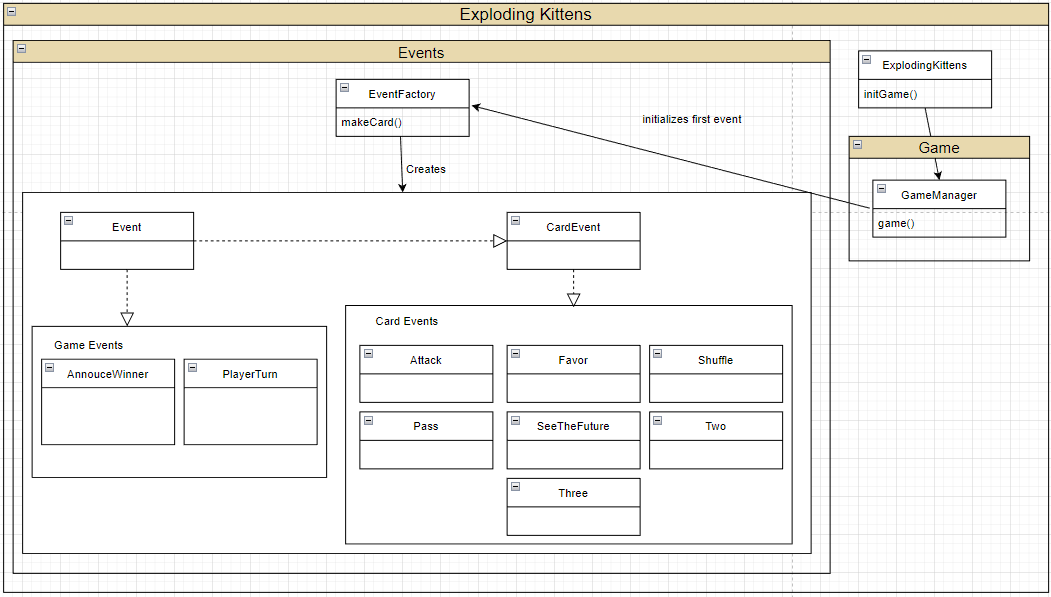 Exploding Kittens
Events
ExplodingKittens
initGame()
EventFactory
makeCard()
initializes first event
Game
GameManager
game()
Creates
Event
CardEvent
Game Events
AnnouceWinner
PlayerTurn
Card Events
Attack
Favor
Shuffle
Pass
SeeTheFuture
Two
Three